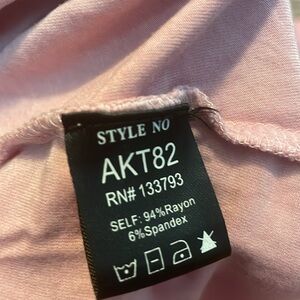 STYLE NO
AKT82
RN# 133793
SELF: 94%Rayon
6%Spandex